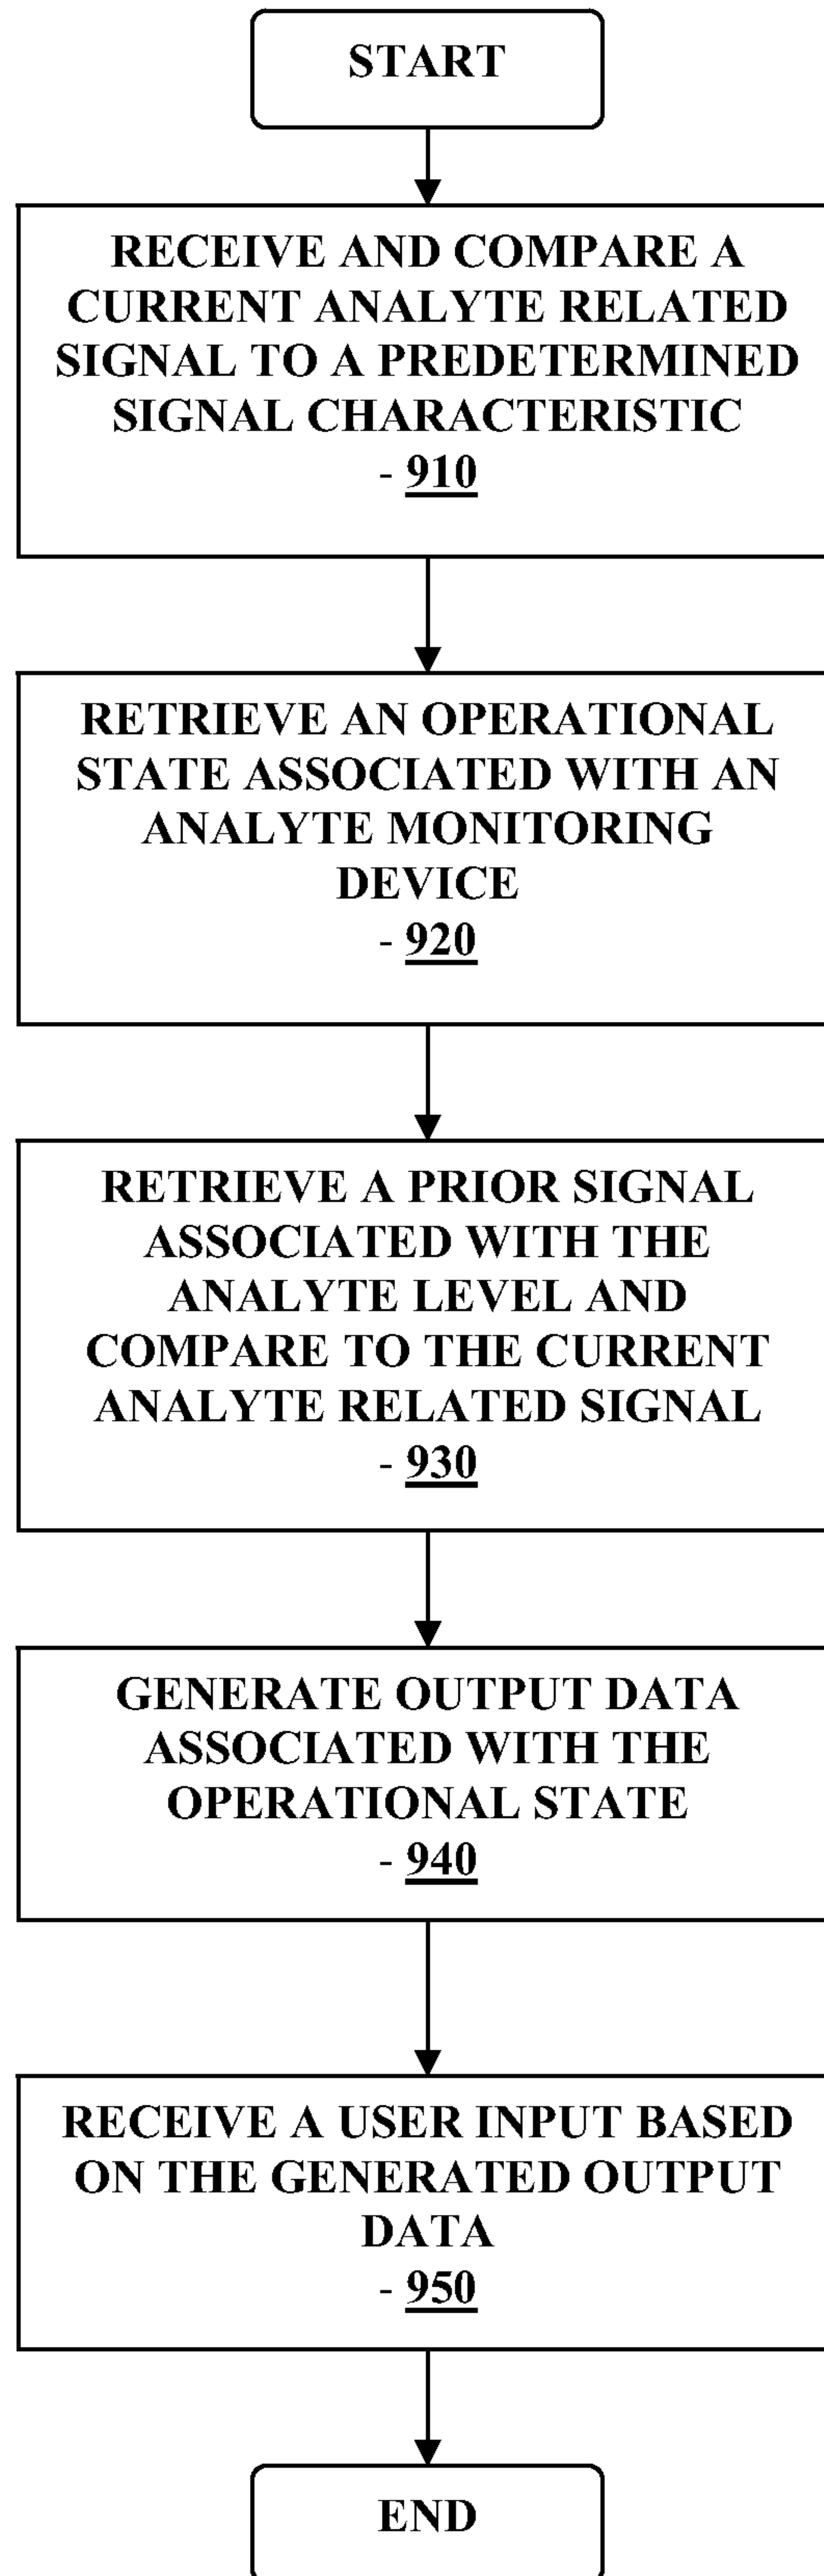 START
RECEIVE AND COMPARE A
CURRENT ANALYTE RELATED
SIGNAL TO A PREDETERMINED
SIGNAL CHARACTERISTIC
- 910
RETRIEVE AN OPERATIONAL
STATE ASSOCIATED WITH AN
ANALYTE MONITORING
DEVICE
- 920
RETRIEVE A PRIOR SIGNAL
ASSOCIATED WITH THE
ANALYTE LEVEL AND
COMPARE TO THE CURRENT
ANALYTE RELATED SIGNAL
- 930
GENERATE OUTPUT DATA
ASSOCIATED WITH THE
OPERATIONAL STATE
- 940
RECEIVE A USER INPUT BASED
ON THE GENERATED OUTPUT
DATA
- 950
END